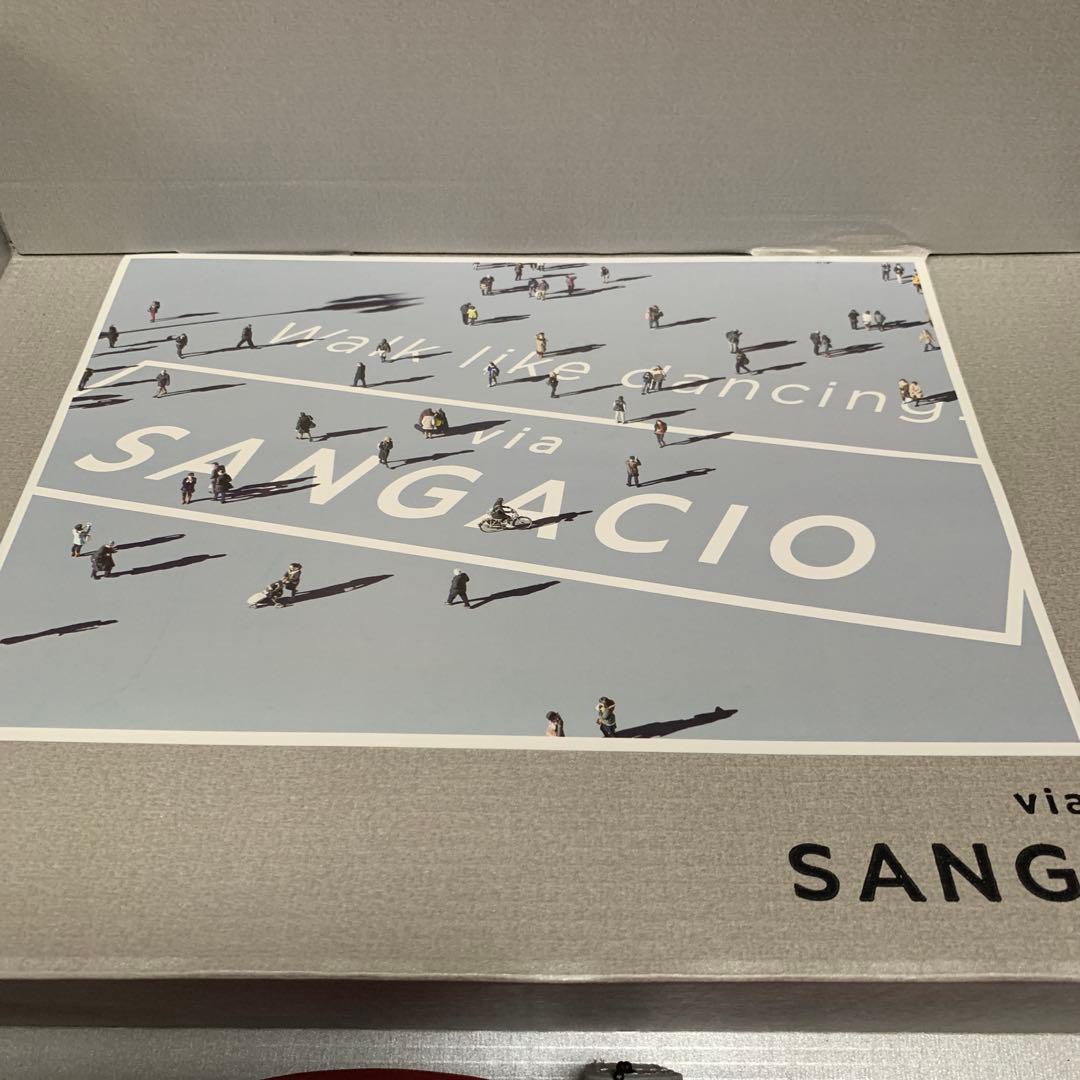 Walk like dancing.
via
SANGACIO
via
SANG